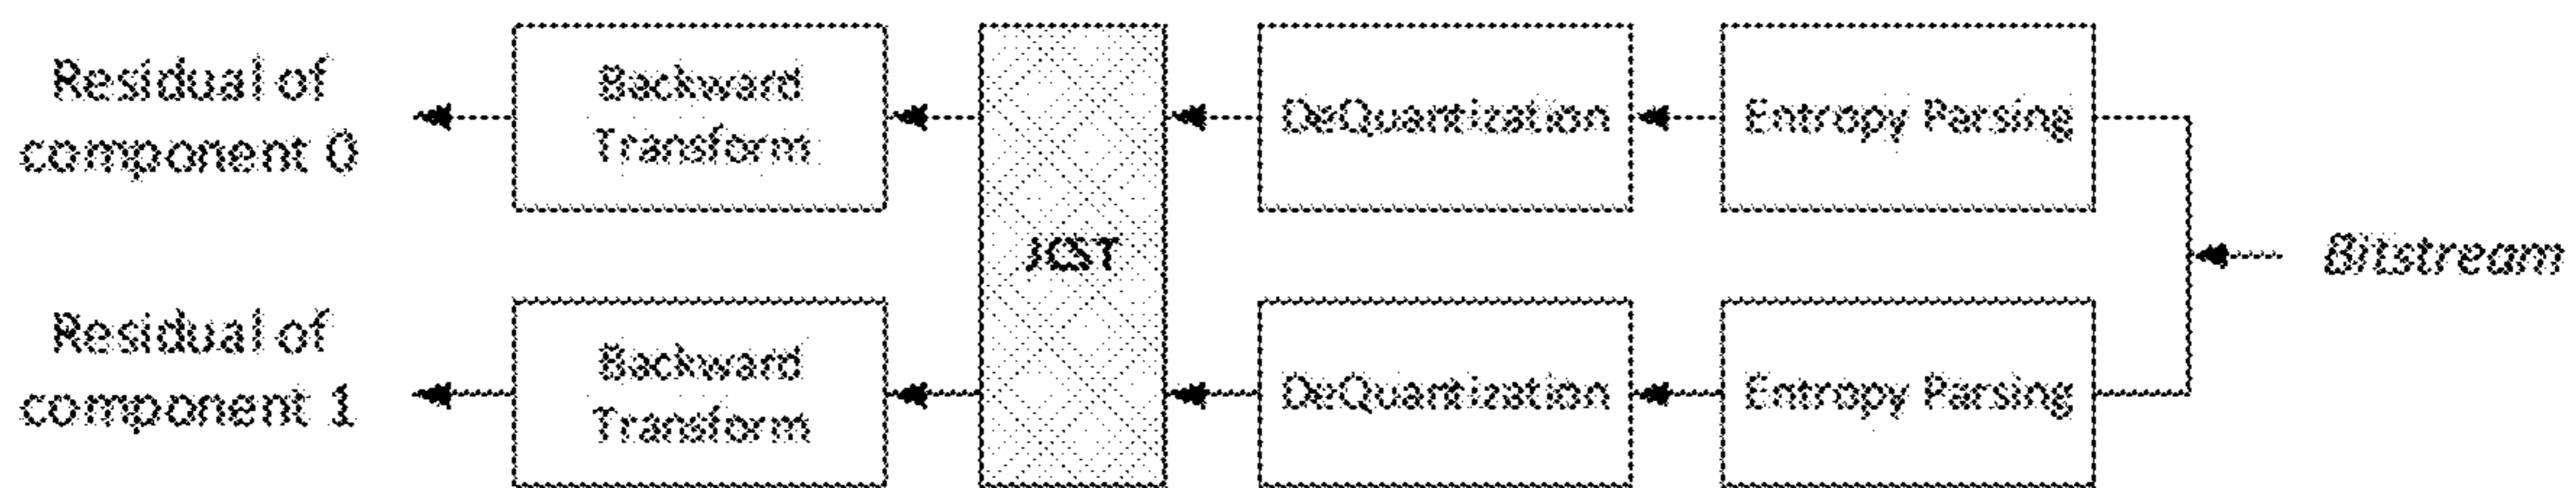 Residual of
component 0
Backward
Transform
DeQuantization
Entropy Parsing
JCST
Bitstream
Residual of
component 1
Backward
Transform
DeQuantization
Entropy Parsing